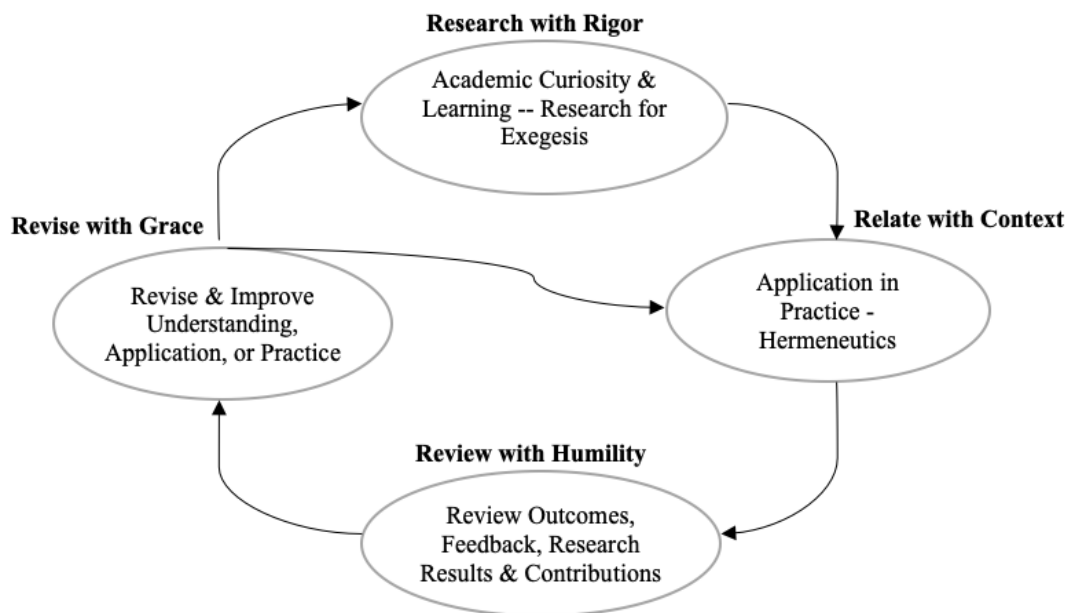 Research with Rigor
Academic Curiosity &
Learning -- Research for
Exegesis
Revise with Grace
Relate with Context
Revise & Improve
Understanding,
Application, or Practice
Application in
Practice -
Hermeneutics
Review with Humility
Review Outcomes,
Feedback, Research
Results & Contributions